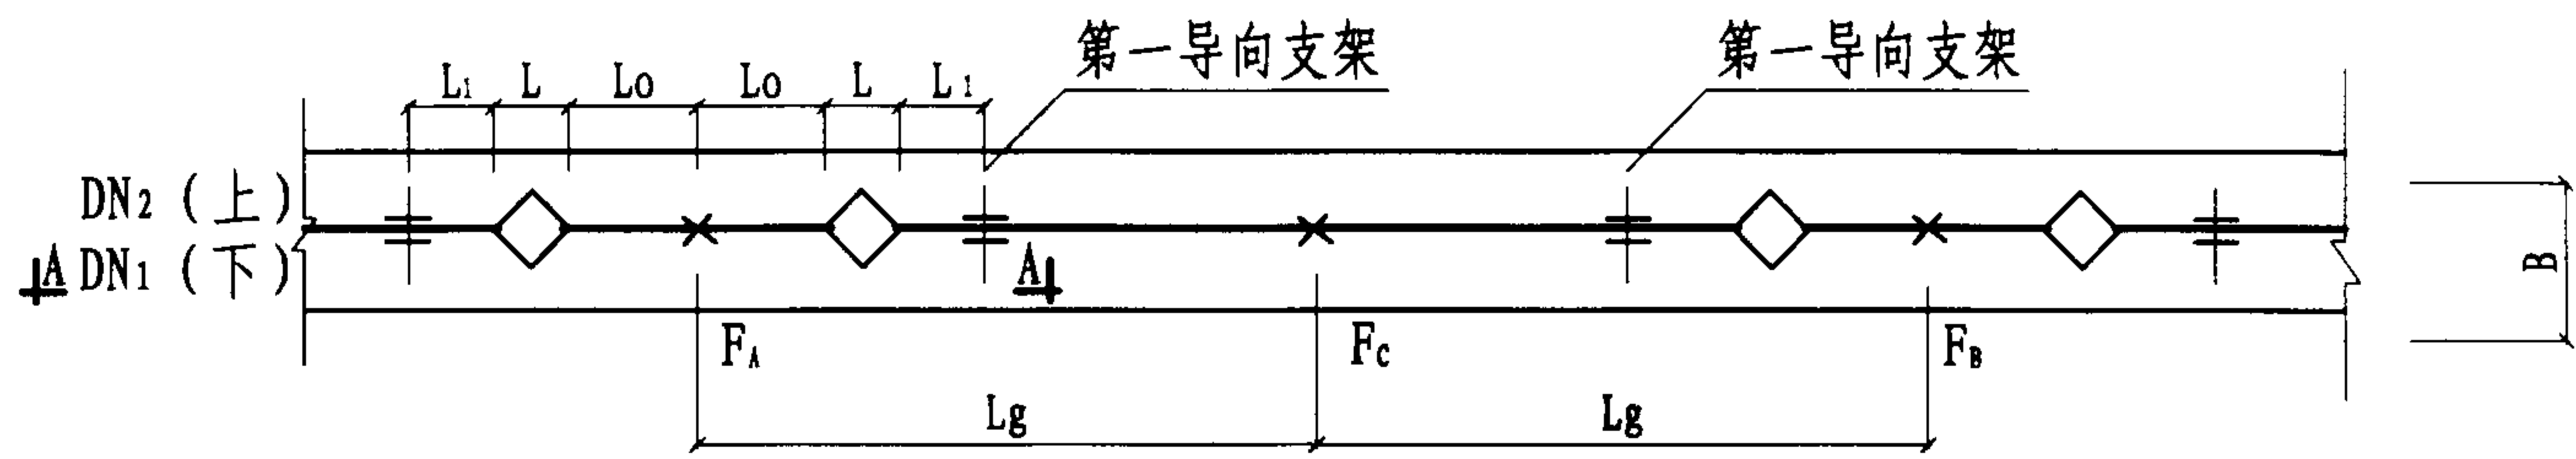 第一导向支架 第一导向支架
L1 L Lo Lo L L1
DN2(上)
A DN1(下) A
B
FA FC FB
Lg Lg